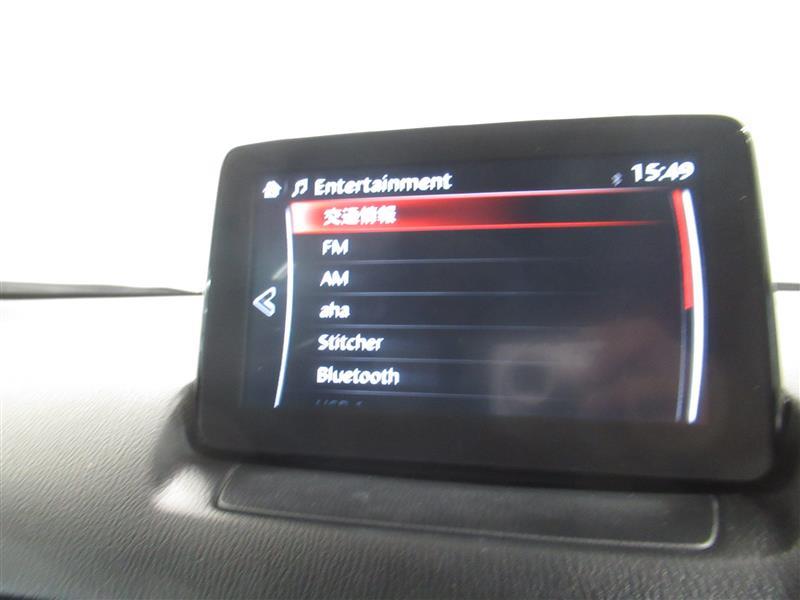 Entertainment
15:49
交通情報
FM
AM
aha
Stitcher
Bluetooth